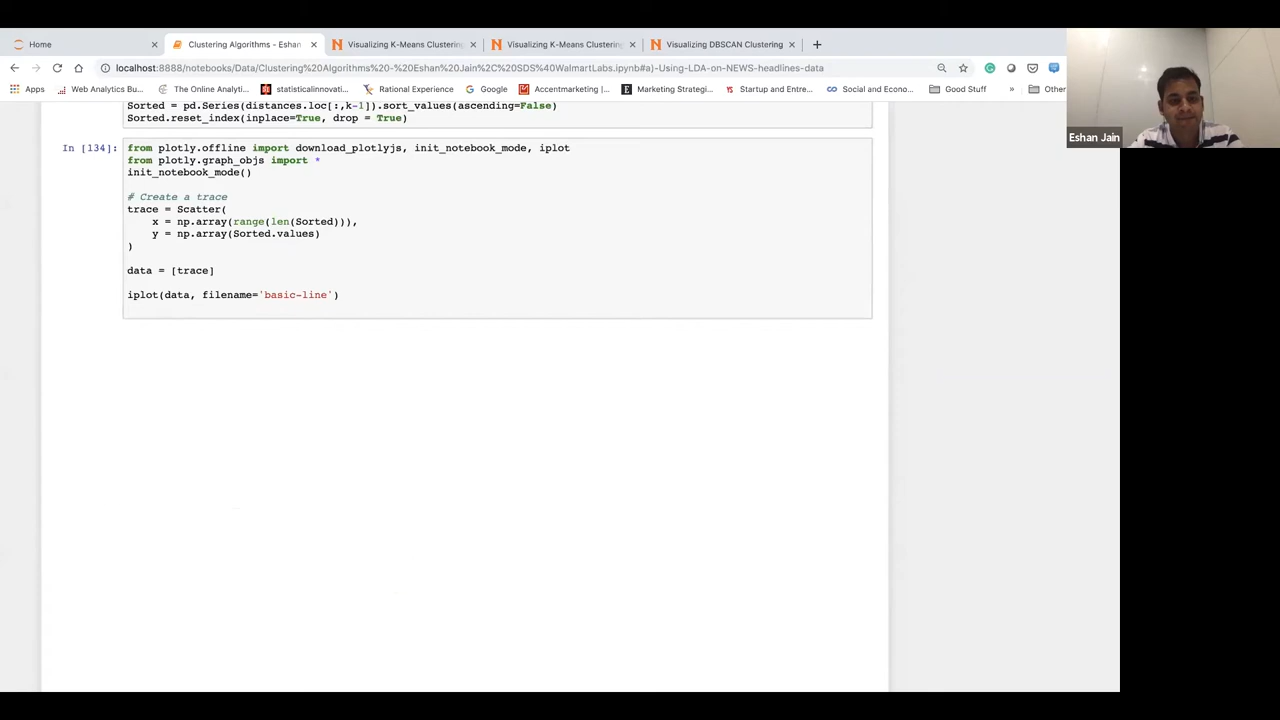 Home
Clustering Algorithms - Eshan
Visualizing K-Means Clustering
Visualizing K-Means Clustering
Visualizing DBSCAN Clustering
localhost:8888/notebooks/Data/Clustering%20Algorithms%20-%20Eshan%20Jain%2C%20SDS%40WalmartLabs.ipynb#a)-Using-LDA-on-NEWS-headlines-data
Apps
Web Analytics Bu...
The Online Analyti...
statisticalinnovati...
Rational Experience
Google
Accentmarketing |...
Marketing Strategi...
Startup and Entre...
Social and Econo...
Good Stuff
»
Other
Eshan Jain
Sorted = pd.Series(distances.loc[:,k-1]).sort_values(ascending=False)
Sorted.reset_index(inplace=True, drop = True)
In [134]:
from plotly.offline import download_plotlyjs, init_notebook_mode, iplot
from plotly.graph_objs import *
init_notebook_mode()
# Create a trace
trace = Scatter(
x = np.array(range(len(Sorted))),
y = np.array(Sorted.values)
)
data = [trace]
iplot(data, filename='basic-line')